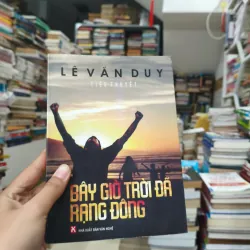 LÊ VĂN DUY
TIỂU THUYẾT
BÂY GIỜ TRỜI ĐÃ
RẠNG ĐÔNG
NHÀ XUẤT BẢN VĂN NGHỆ